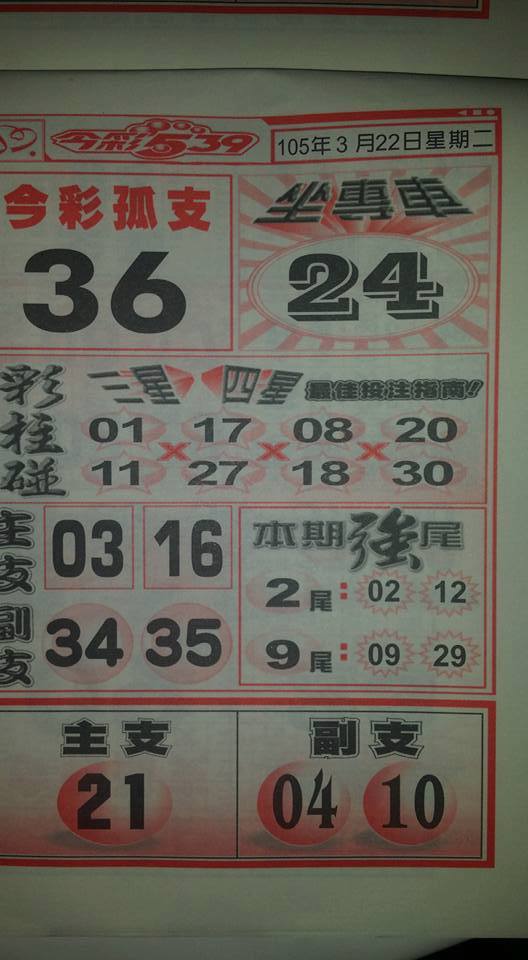 今彩539
105年3月22日星期二
今彩孤支
36
專車
24
彩柱碰
三星 四星 最佳投注指南!!
01 × 17 × 08 × 20
11 27 18 30
主支
03 16
副支
34 35
本期強尾
2尾: 02 12
9尾: 09 29
主支
21
副支
04 10